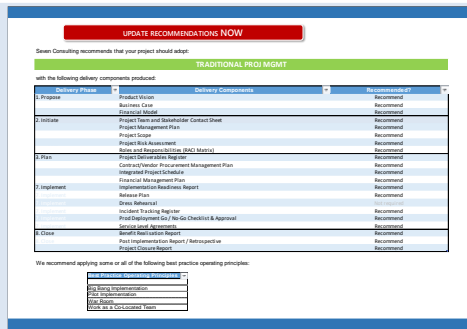 UPDATE RECOMMENDATIONS NOW
Seven Consulting recommends that your project should adopt:
TRADITIONAL PROJ MGMT
with the following delivery components produced:
Delivery Phase Delivery Components Recommended?
1. Propose Product Vision Recommend
Business Case Recommend
Financial Model Recommend
2. Initiate Project Team and Stakeholder Contact Sheet Recommend
Project Management Plan Recommend
Project Scope Recommend
Project Risk Assessment Recommend
Roles and Responsibilities (RACI Matrix) Recommend
3. Plan Project Deliverables Register Recommend
Contract/Vendor Procurement Management Plan Recommend
Integrated Project Schedule Recommend
Financial Management Plan Recommend
7. Implement Implementation Readiness Report Recommend
Release Plan Recommend
Dress Rehearsal
Incident Tracking Register Recommend
Prod Deployment Go / No-Go Checklist & Approval Recommend
Service Level Agreements Recommend
8. Close Benefit Realisation Report Recommend
Post Implementation Report / Retrospective Recommend
Project Closure Report Recommend
We recommend applying some or all of the following best practice operating principles:
Best Practice Operating Principles
Big Bang Implementation
Pilot Implementation
War Room
Work as a Co-Located Team